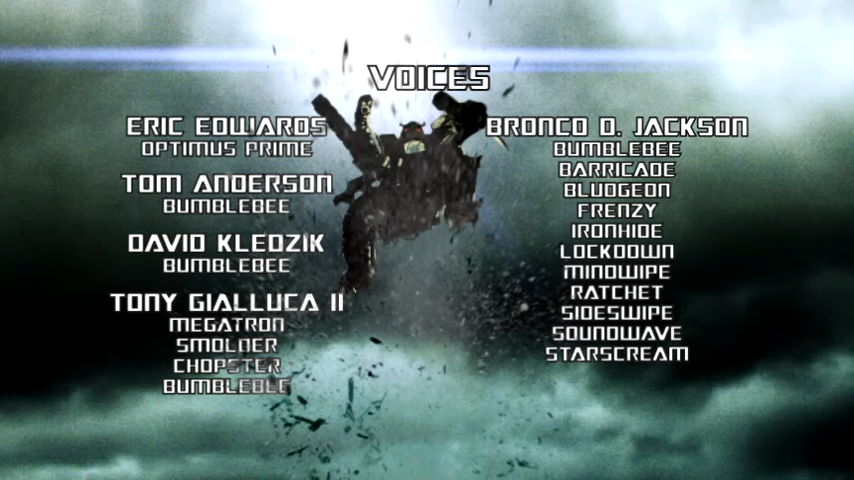 VOICES
ERIC EDWARDS
OPTIMUS PRIME
TOM ANDERSON
BUMBLEBEE
DAVID KLEDZIK
BUMBLEBEE
TONY GIALLUCA II
MEGATRON
SMOLDER
CHOPSTER
BUMBLEBEE
BRONCO D. JACKSON
BUMBLEBEE
BARRICADE
BLUDGEON
FRENZY
IRONHIDE
LOCKDOWN
MINDWIPE
RATCHET
SIDESWIPE
SOUNDWAVE
STARSCREAM